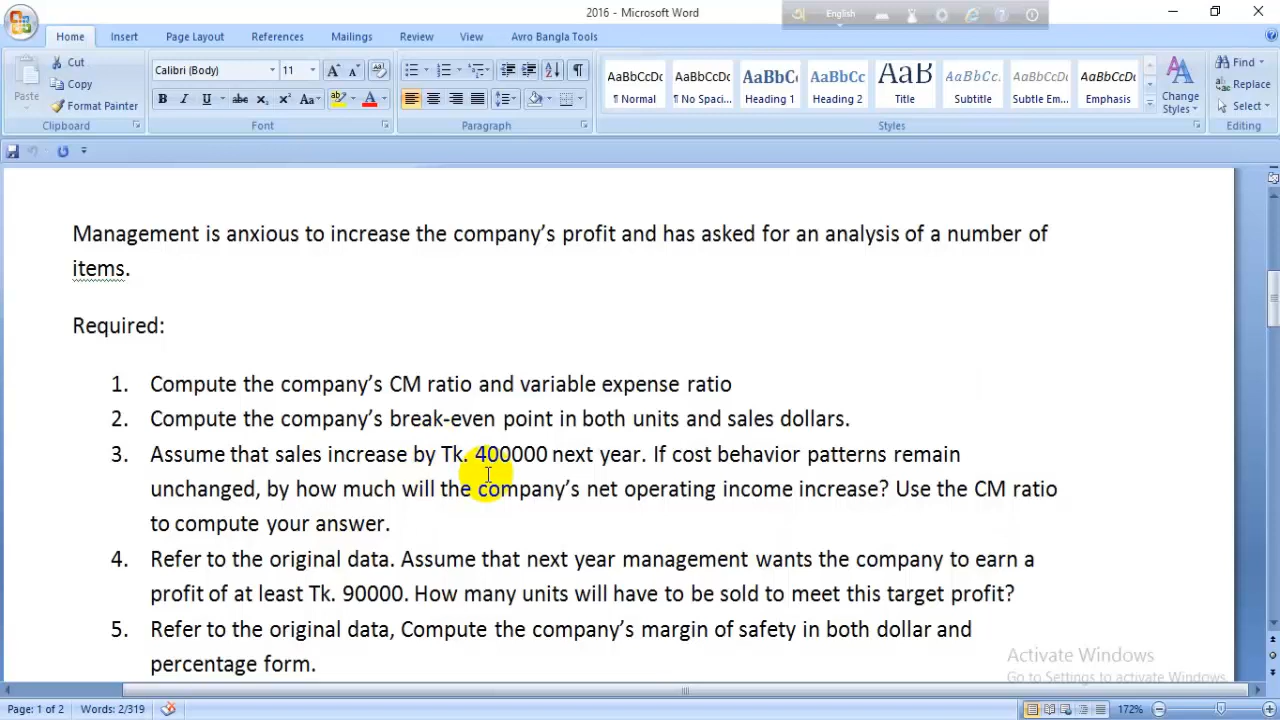 2016 - Microsoft Word
English
Home Insert Page Layout References Mailings Review View Avro Bangla Tools
Paste
Cut
Copy
Format Painter
Clipboard
Calibri (Body) 11
Font
Paragraph
AaBbCcDc AaBbCcDc AaBbCc AaBbCc AaB AaBbCc. AaBbCcDc AaBbCcDc
¶ Normal ¶ No Spaci... Heading 1 Heading 2 Title Subtitle Subtle Em... Emphasis
Change Styles
Styles
Find
Replace
Select
Editing
Management is anxious to increase the company's profit and has asked for an analysis of a number of
items.
Required:
1. Compute the company's CM ratio and variable expense ratio
2. Compute the company's break-even point in both units and sales dollars.
3. Assume that sales increase by Tk. 400000 next year. If cost behavior patterns remain
unchanged, by how much will the company's net operating income increase? Use the CM ratio
to compute your answer.
4. Refer to the original data. Assume that next year management wants the company to earn a
profit of at least Tk. 90000. How many units will have to be sold to meet this target profit?
5. Refer to the original data, Compute the company's margin of safety in both dollar and
percentage form.
Activate Windows
Go to Settings to activate Windows.
Page: 1 of 2 Words: 2/319 172%